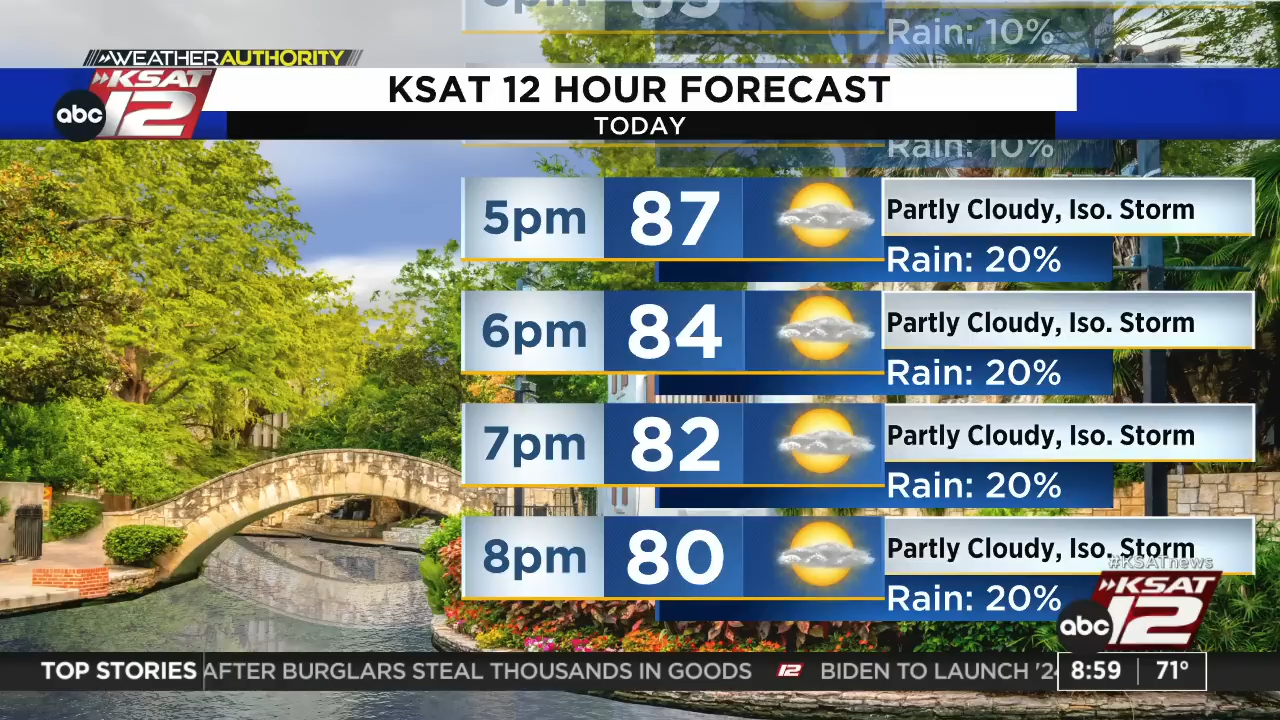 Rain: 10%
WEATHER AUTHORITY
KSAT
abc 12
KSAT 12 HOUR FORECAST
TODAY
Rain: 10%
5pm 87 Partly Cloudy, Iso. Storm
Rain: 20%
6pm 84 Partly Cloudy, Iso. Storm
Rain: 20%
7pm 82 Partly Cloudy, Iso. Storm
Rain: 20%
8pm 80 Partly Cloudy, Iso. Storm
#KSATnews
Rain: 20%
KSAT
abc 12
TOP STORIES AFTER BURGLARS STEAL THOUSANDS IN GOODS 12 BIDEN TO LAUNCH 8:59 71°